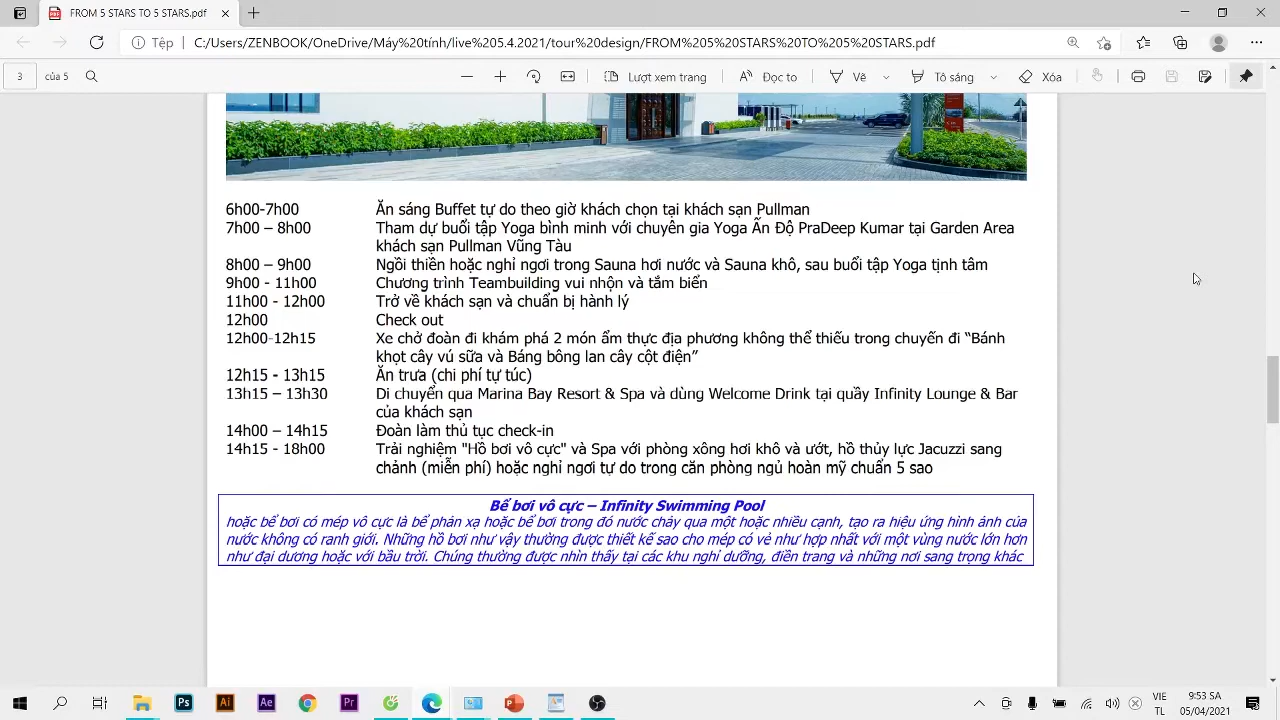 FROM 5 STARS TO 5 STARS.pdf
Tệp
C:/Users/ZENBOOK/OneDrive/Máy%20tính/live%205.4.2021/tour%20design/FROM%205%20STARS%20TO%205%20STARS.pdf
3 của 5
Lượt xem trang
Đọc to
Vẽ
Tô sáng
Xóa
6h00-7h00 Ăn sáng Buffet tự do theo giờ khách chọn tại khách sạn Pullman
7h00 – 8h00 Tham dự buổi tập Yoga bình minh với chuyên gia Yoga Ấn Độ PraDeep Kumar tại Garden Area
khách sạn Pullman Vũng Tàu
8h00 – 9h00 Ngồi thiền hoặc nghỉ ngơi trong Sauna hơi nước và Sauna khô, sau buổi tập Yoga tịnh tâm
9h00 - 11h00 Chương trình Teambuilding vui nhộn và tắm biển
11h00 - 12h00 Trở về khách sạn và chuẩn bị hành lý
12h00 Check out
12h00-12h15 Xe chở đoàn đi khám phá 2 món ẩm thực địa phương không thể thiếu trong chuyến đi “Bánh
khọt cây vú sữa và Báng bông lan cây cột điện”
12h15 - 13h15 Ăn trưa (chi phí tự túc)
13h15 – 13h30 Di chuyển qua Marina Bay Resort & Spa và dùng Welcome Drink tại quầy Infinity Lounge & Bar
của khách sạn
14h00 – 14h15 Đoàn làm thủ tục check-in
14h15 - 18h00 Trải nghiệm "Hồ bơi vô cực" và Spa với phòng xông hơi khô và ướt, hồ thủy lực Jacuzzi sang
chảnh (miễn phí) hoặc nghỉ ngơi tự do trong căn phòng ngủ hoàn mỹ chuẩn 5 sao
Bể bơi vô cực – Infinity Swimming Pool
hoặc bể bơi có mép vô cực là bể phản xạ hoặc bể bơi trong đó nước chảy qua một hoặc nhiều cạnh, tạo ra hiệu ứng hình ảnh của
nước không có ranh giới. Những hồ bơi như vậy thường được thiết kế sao cho mép có vẻ như hợp nhất với một vùng nước lớn hơn
như đại dương hoặc với bầu trời. Chúng thường được nhìn thấy tại các khu nghỉ dưỡng, điền trang và những nơi sang trọng khác
Ps
Ai
Ae
Pr
VIE
TL
9:53 SA
05/04/2021